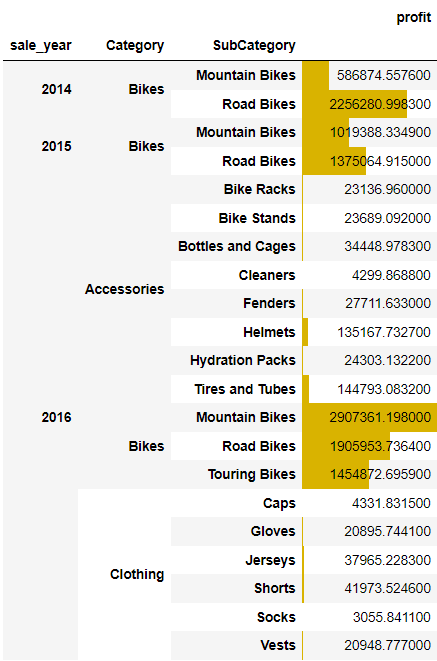 profit
sale_year Category SubCategory
2014 Bikes Mountain Bikes 586874.557600
Road Bikes 2256280.998300
2015 Bikes Mountain Bikes 1019388.334900
Road Bikes 1375064.915000
2016 Accessories Bike Racks 23136.960000
Bike Stands 23689.092000
Bottles and Cages 34448.978300
Cleaners 4299.868800
Fenders 27711.633000
Helmets 135167.732700
Hydration Packs 24303.132200
Tires and Tubes 144793.083200
Bikes Mountain Bikes 2907361.198000
Road Bikes 1905953.736400
Touring Bikes 1454872.695900
Clothing Caps 4331.831500
Gloves 20895.744100
Jerseys 37965.228300
Shorts 41973.524600
Socks 3055.841100
Vests 20948.777000